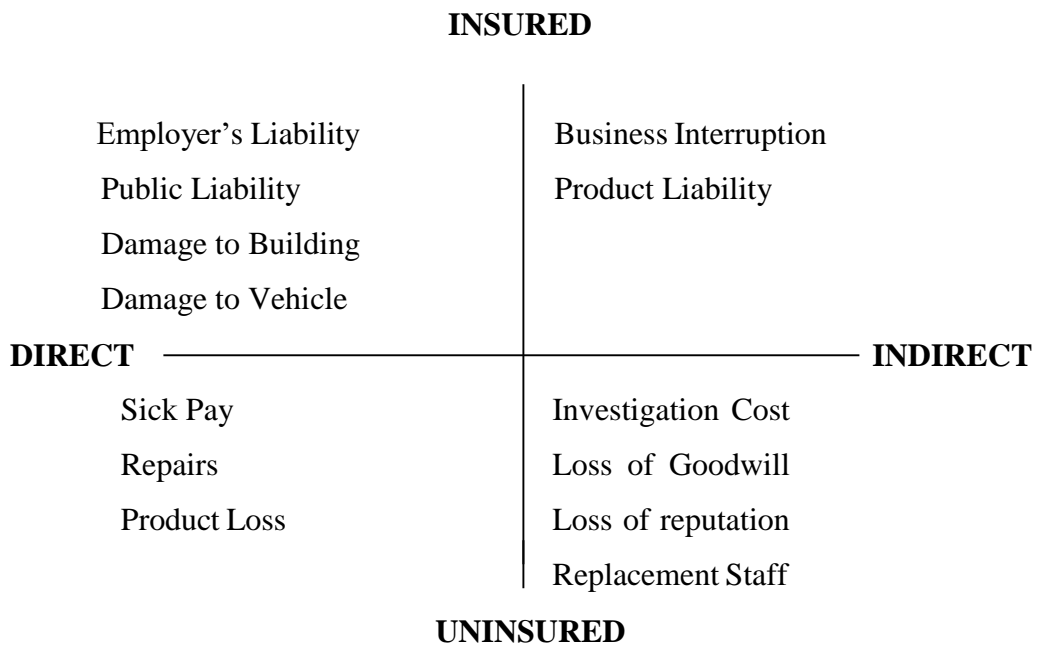 INSURED
Employer’s Liability
Business Interruption
Public Liability
Product Liability
Damage to Building
Damage to Vehicle
DIRECT
INDIRECT
Sick Pay
Investigation Cost
Repairs
Loss of Goodwill
Product Loss
Loss of reputation
Replacement Staff
UNINSURED